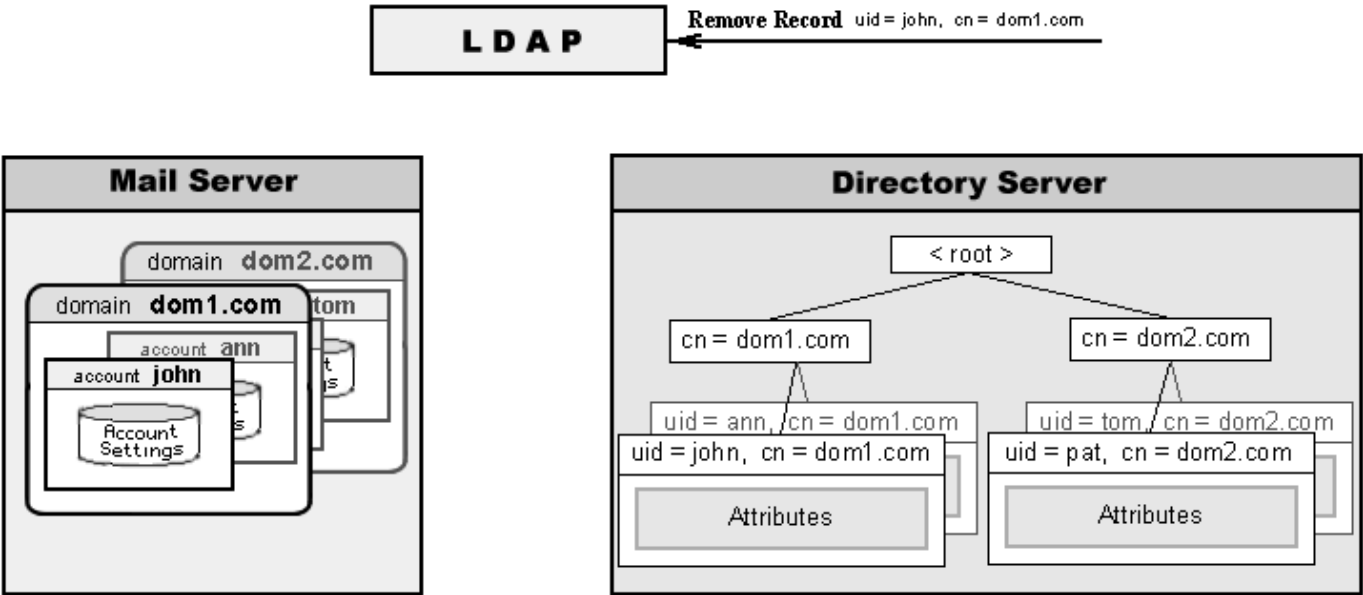 Remove Record uid = john, cn = dom1.com
L D A P
Mail Server
Directory Server
domain dom2.com
< root >
domain dom1.com
tom
cn = dom1.com
cn = dom2.com
account ann
account john
uid = ann, cn = dom1.com
uid = tom, cn = dom2.com
Account
Settings
uid = john, cn = dom1.com
uid = pat, cn = dom2.com
Attributes
Attributes